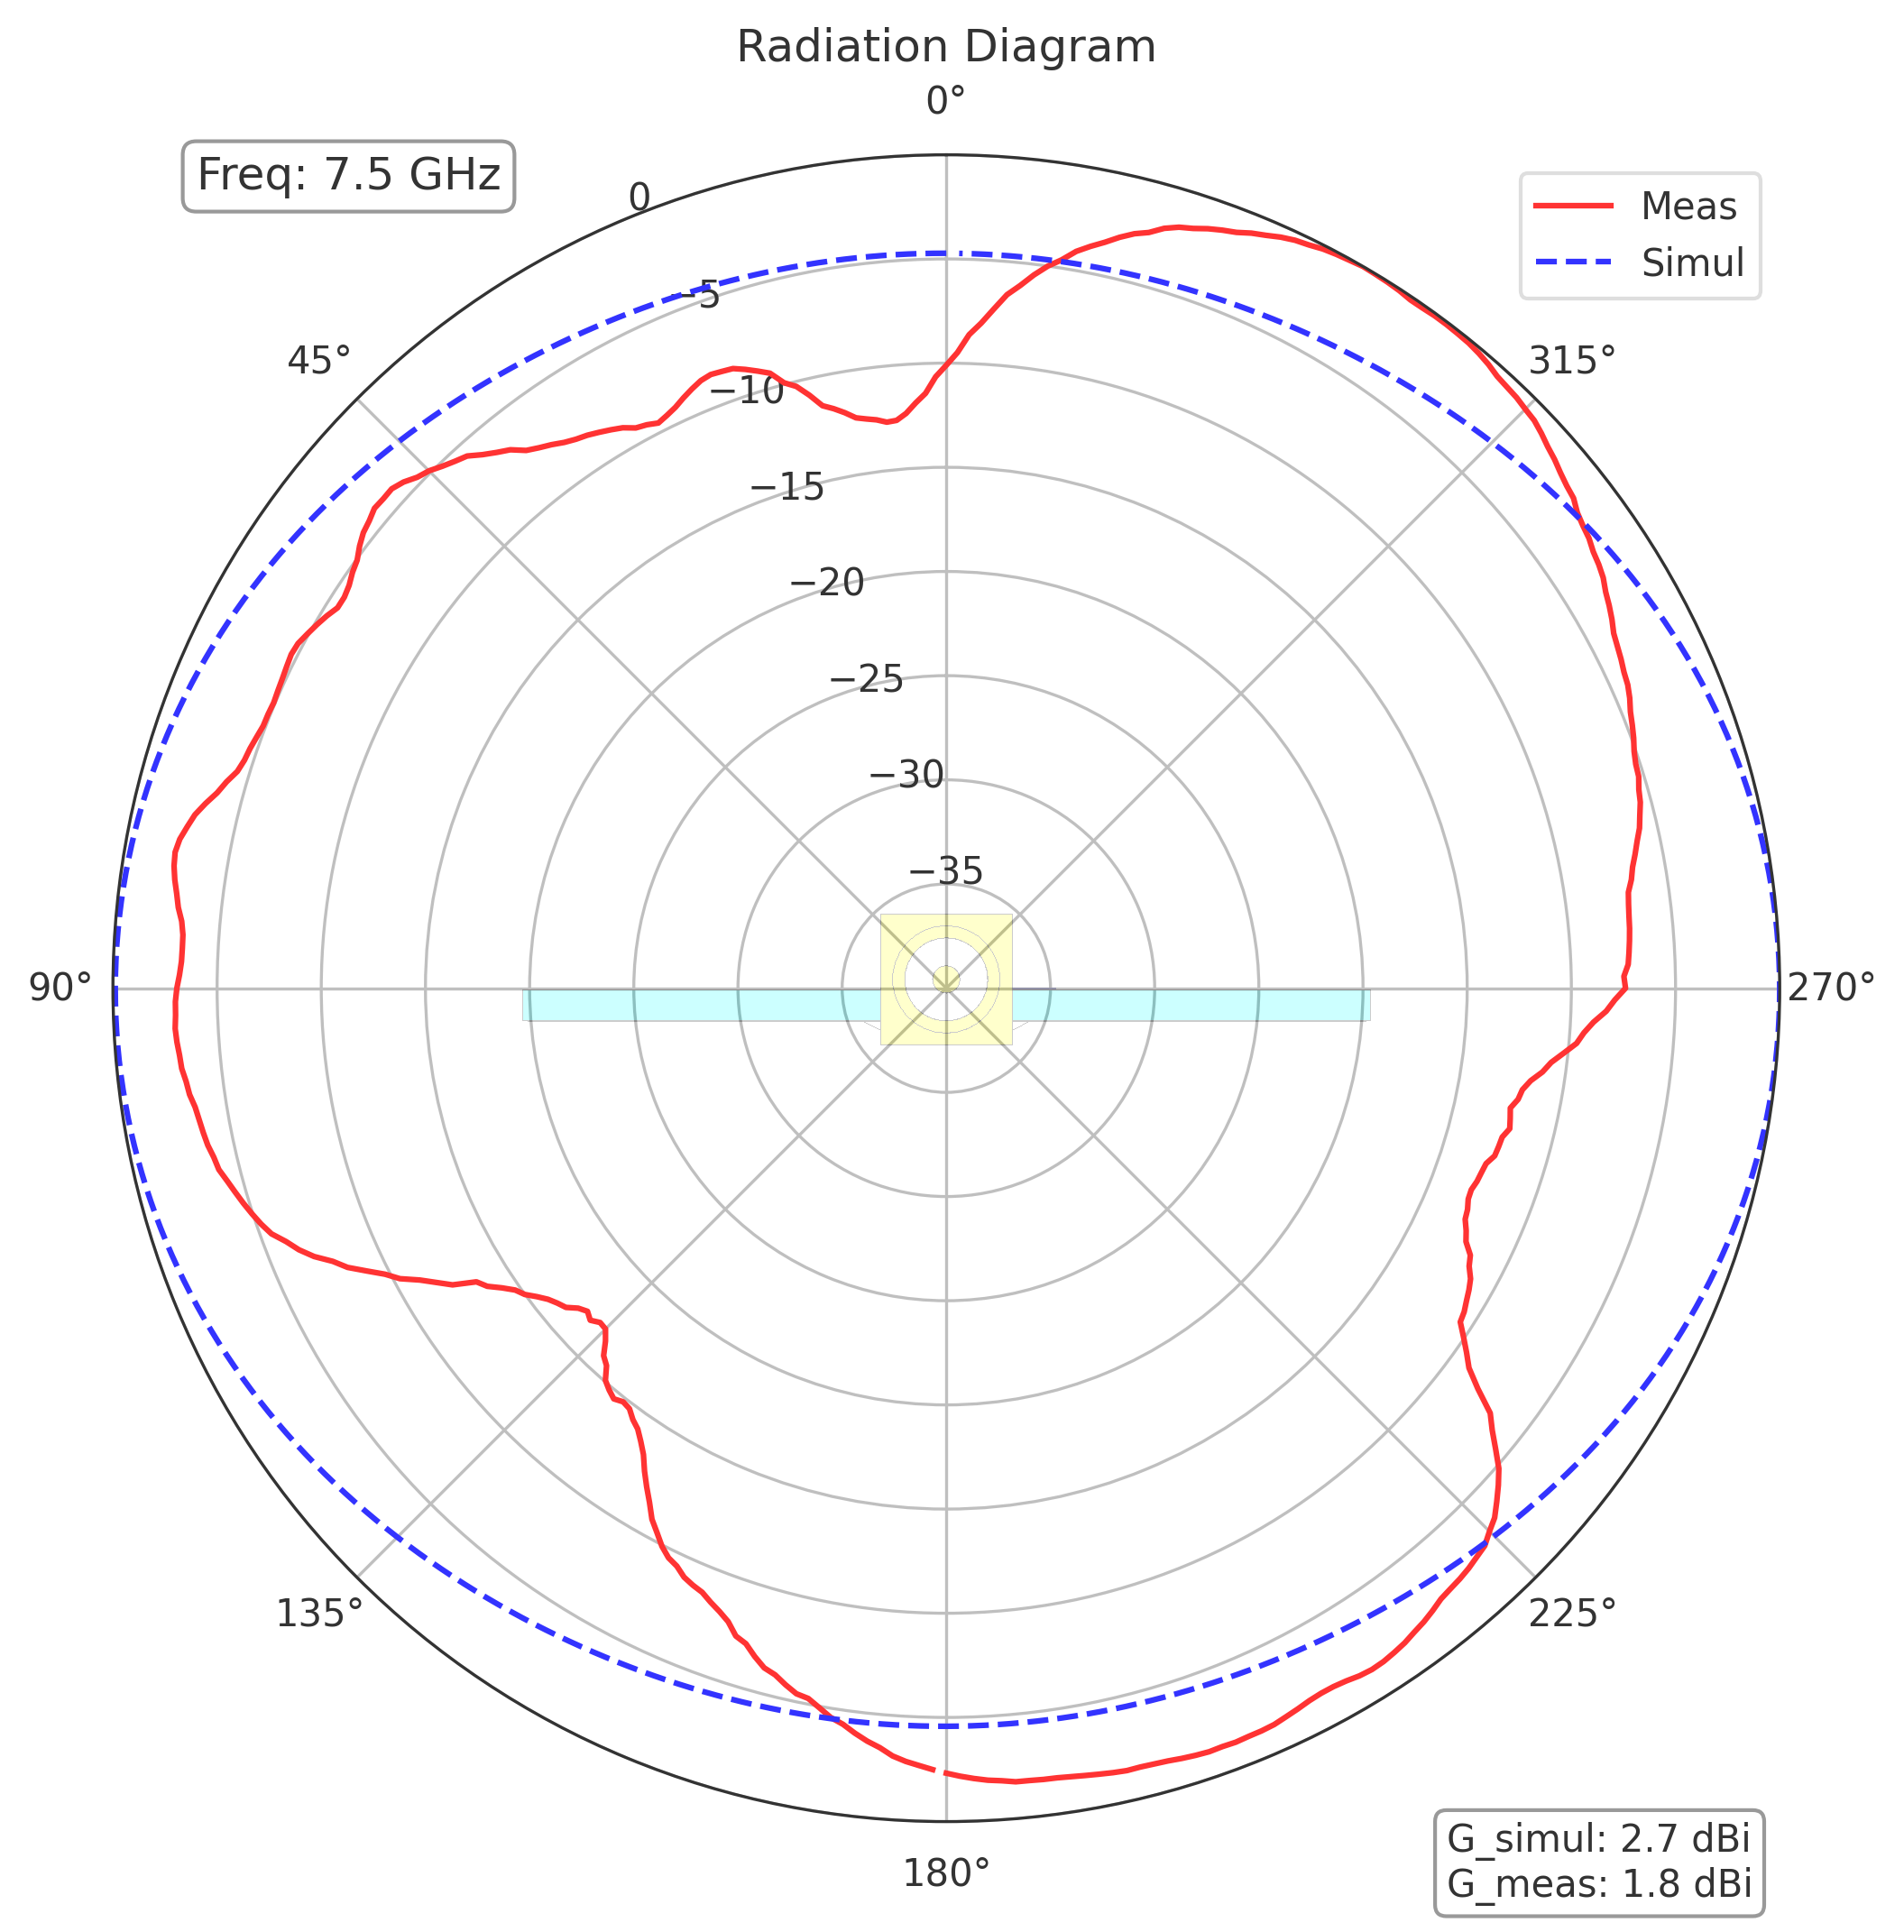 Radiation Diagram
0°
Freq: 7.5 GHz
0
Meas
Simul
−5
45°
315°
−10
−15
−20
−25
−30
−35
90°
270°
135°
225°
180°
G_simul: 2.7 dBi
G_meas: 1.8 dBi